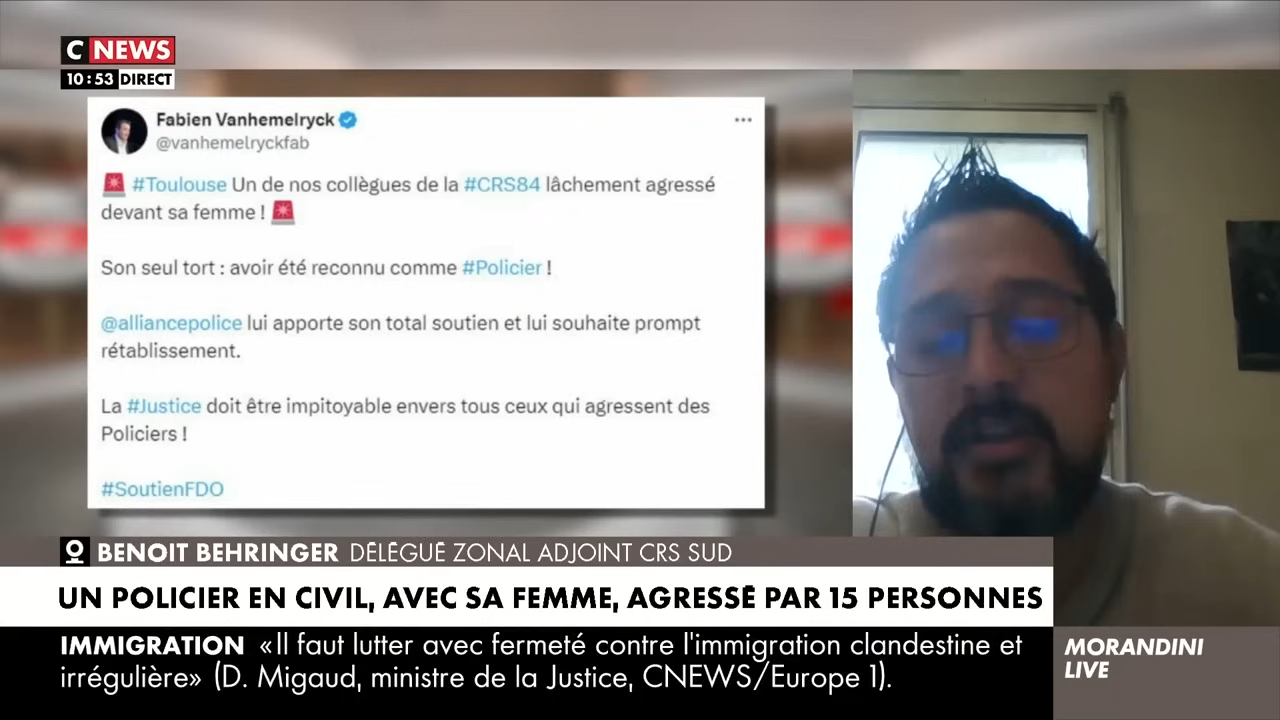 C NEWS
10:53 DIRECT
Fabien Vanhemelryck
@vanhemelryckfab
#Toulouse Un de nos collègues de la #CRS84 lâchement agressé
devant sa femme !
Son seul tort : avoir été reconnu comme #Policier !
@alliancepolice lui apporte son total soutien et lui souhaite prompt
rétablissement.
La #Justice doit être impitoyable envers tous ceux qui agressent des
Policiers !
#SoutienFDO
BENOIT BEHRINGER DÉLÉGUÉ ZONAL ADJOINT CRS SUD
UN POLICIER EN CIVIL, AVEC SA FEMME, AGRESSÉ PAR 15 PERSONNES
IMMIGRATION «Il faut lutter avec fermeté contre l'immigration clandestine et
irrégulière» (D. Migaud, ministre de la Justice, CNEWS/Europe 1).
MORANDINI
LIVE